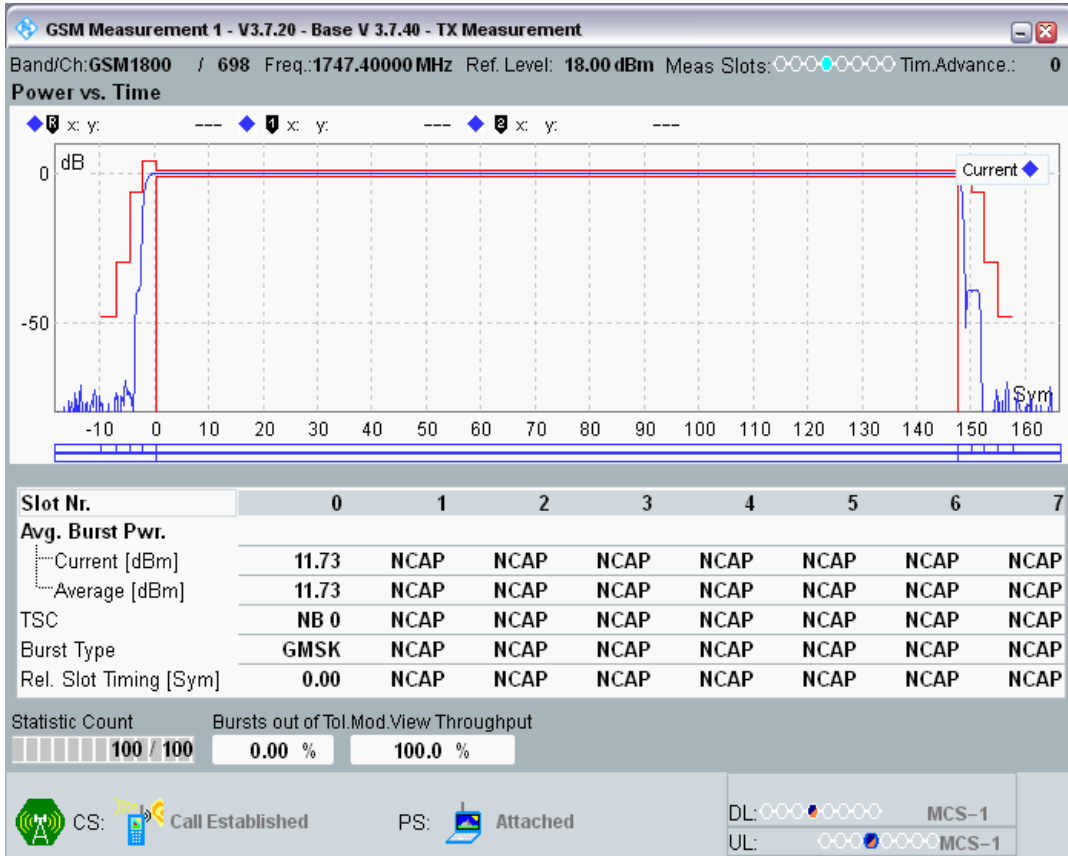 GSM Measurement 1 - V3.7.20 - Base V 3.7.40 - TX Measurement
Band/Ch:GSM1800 / 698 Freq.:1747.40000 MHz Ref. Level: 18.00 dBm Meas Slots: Tim.Advance.: 0
Power vs. Time
R x: y: --- 1 x: y: --- 2 x: y: ---
dB
Current
0
-50
Sym
-10 0 10 20 30 40 50 60 70 80 90 100 110 120 130 140 150 160
Slot Nr. 0 1 2 3 4 5 6 7
Avg. Burst Pwr.
Current [dBm] 11.73 NCAP NCAP NCAP NCAP NCAP NCAP NCAP
Average [dBm] 11.73 NCAP NCAP NCAP NCAP NCAP NCAP NCAP
TSC NB 0 NCAP NCAP NCAP NCAP NCAP NCAP NCAP
Burst Type GMSK NCAP NCAP NCAP NCAP NCAP NCAP NCAP
Rel. Slot Timing [Sym] 0.00 NCAP NCAP NCAP NCAP NCAP NCAP NCAP
Statistic Count Bursts out of Tol.Mod.View Throughput
100 / 100 0.00 % 100.0 %
CS: Call Established PS: Attached
DL: MCS-1
UL: MCS-1